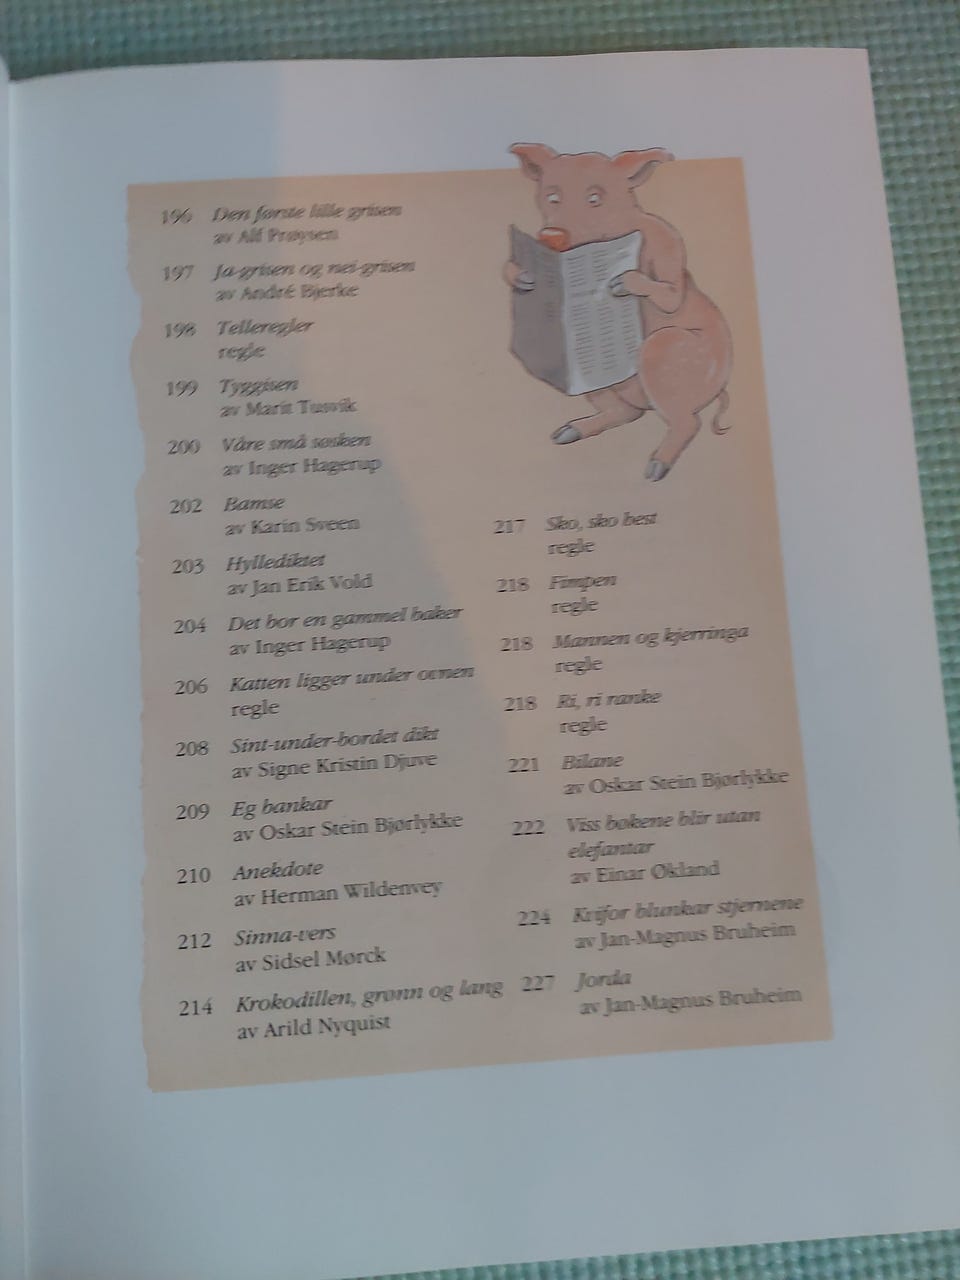 196 Den første lille grisen
av Alf Prøysen
197 Ja-grisen og nei-grisen
av André Bjerke
198 Telleregler
regle
199 Tyggisen
av Marit Tusvik
200 Våre små søsken
av Inger Hagerup
202 Bamse
av Karin Sveen
203 Hyllediktet
av Jan Erik Vold
204 Det bor en gammel baker
av Inger Hagerup
206 Katten ligger under ovnen
regle
208 Sint-under-bordet dikt
av Signe Kristin Djuve
209 Eg bankar
av Oskar Stein Bjørlykke
210 Anekdote
av Herman Wildenvey
212 Sinna-vers
av Sidsel Mørck
214 Krokodillen, grønn og lang
av Arild Nyquist
217 Sko, sko hest
regle
218 Fimpen
regle
218 Mannen og kjerringa
regle
218 Ri, ri ranke
regle
221 Bilane
av Oskar Stein Bjørlykke
222 Viss bøkene blir utan
elefantar
av Einar Økland
224 Kvifor blunkar stjernene
av Jan-Magnus Bruheim
227 Jorda
av Jan-Magnus Bruheim